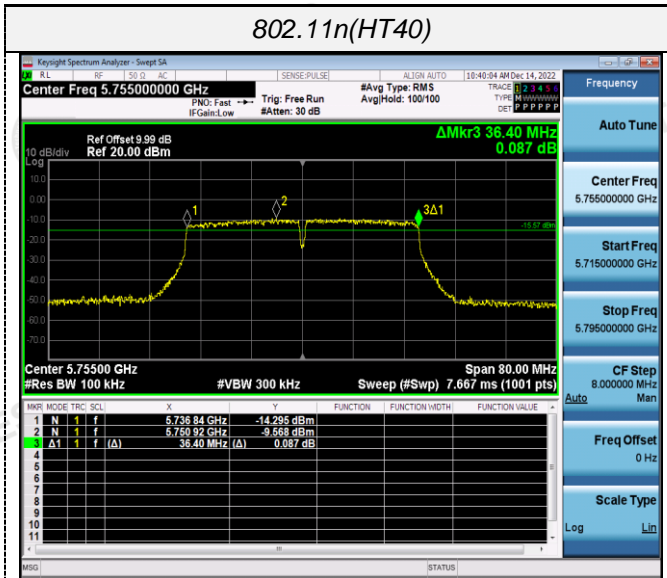 802.11n(HT40)
Keysight Spectrum Analyzer - Swept SA
LXI RL RF 50 Ω AC SENSE:PULSE ALIGN AUTO 10:40:04 AM Dec 14, 2022
Center Freq 5.755000000 GHz #Avg Type: RMS TRACE 1 2 3 4 5 6
PNO: Fast Trig: Free Run Avg|Hold: 100/100 TYPE M WWWWW
IFGain:Low #Atten: 30 dB DET P P P P P P
Frequency
Auto Tune
Ref Offset 9.99 dB ΔMkr3 36.40 MHz
10 dB/div Ref 20.00 dBm 0.087 dB
Log
10.0
0.00
-10.0
-20.0
-30.0
-40.0
-50.0
-60.0
-70.0
1
2
3Δ1
-15.57 dBm
Center 5.75500 GHz Span 80.00 MHz
#Res BW 100 kHz #VBW 300 kHz Sweep (#Swp) 7.667 ms (1001 pts)
MKR MODE TRC SCL X Y FUNCTION FUNCTION WIDTH FUNCTION VALUE
1 N 1 f 5.736 84 GHz -14.295 dBm
2 N 1 f 5.750 92 GHz -9.568 dBm
3 Δ1 1 f (Δ) 36.40 MHz (Δ) 0.087 dB
4
5
6
7
8
9
10
11
Center Freq
5.755000000 GHz
Start Freq
5.715000000 GHz
Stop Freq
5.795000000 GHz
CF Step
8.000000 MHz
Auto Man
Freq Offset
0 Hz
Scale Type
Log Lin
MSG STATUS